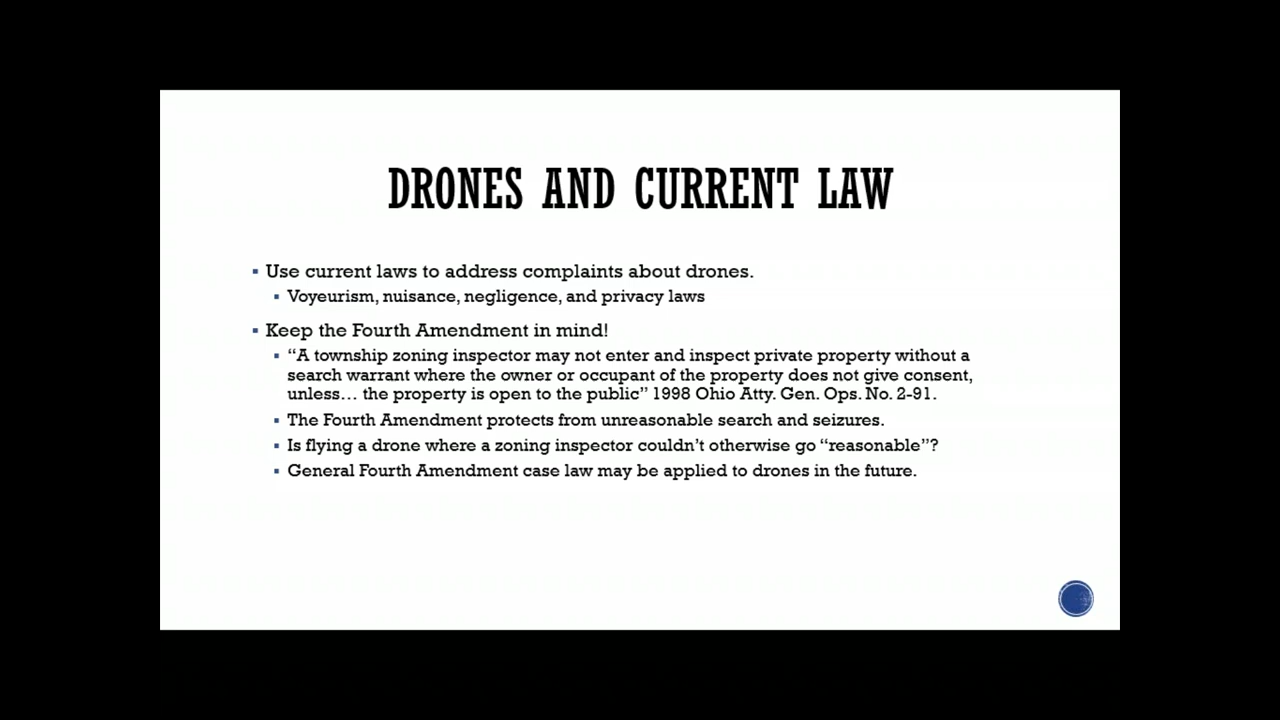 DRONES AND CURRENT LAW
▪ Use current laws to address complaints about drones.
▪ Voyeurism, nuisance, negligence, and privacy laws
▪ Keep the Fourth Amendment in mind!
▪ “A township zoning inspector may not enter and inspect private property without a
search warrant where the owner or occupant of the property does not give consent,
unless… the property is open to the public” 1998 Ohio Atty. Gen. Ops. No. 2-91.
▪ The Fourth Amendment protects from unreasonable search and seizures.
▪ Is flying a drone where a zoning inspector couldn’t otherwise go “reasonable”?
▪ General Fourth Amendment case law may be applied to drones in the future.